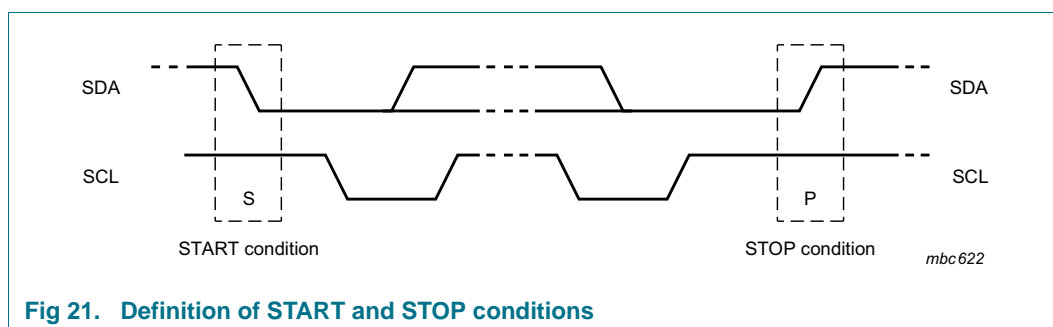 SDA
SDA
SCL
SCL
S
P
START condition
STOP condition
mbc622
Fig 21. Definition of START and STOP conditions